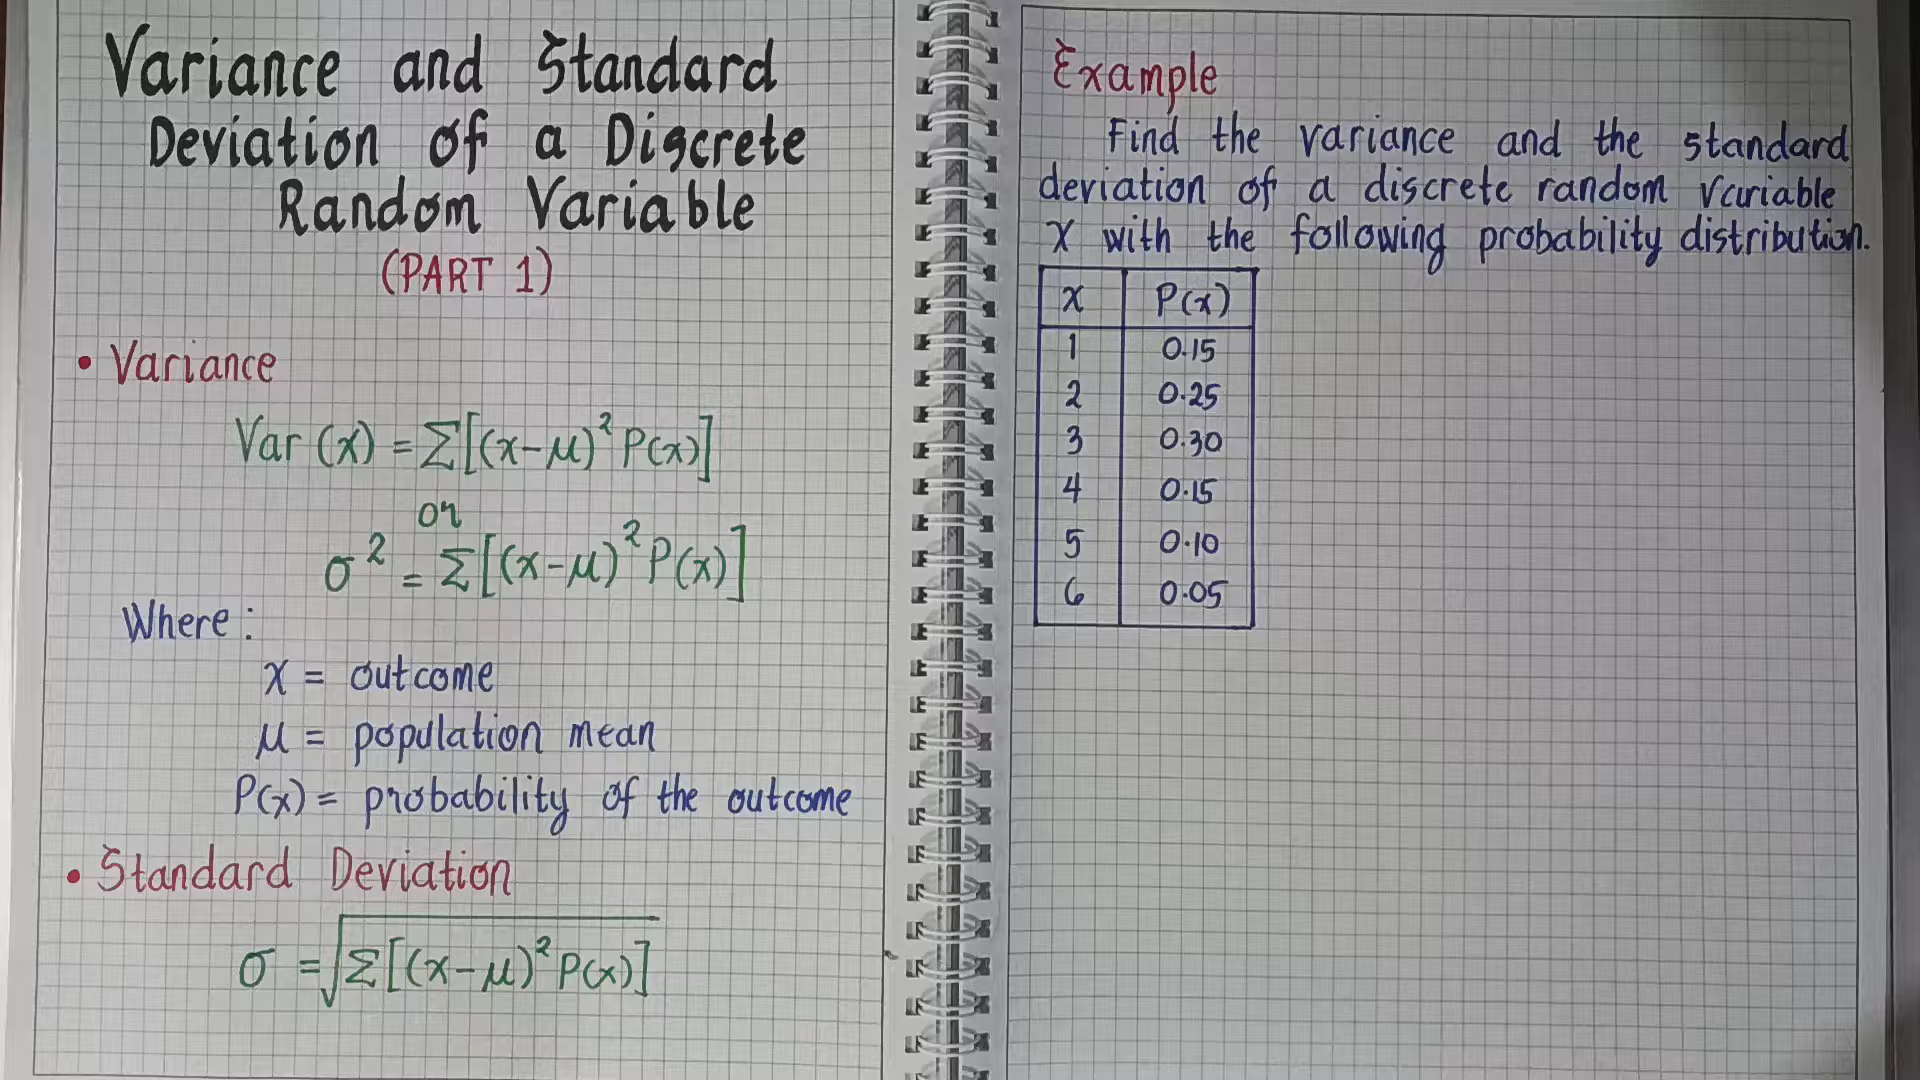 Variance and Standard
Deviation of a Discrete
Random Variable
(PART 1)
• Variance
Var (x) = Σ[(x-μ)² P(x)]
or
σ² = Σ[(x-μ)² P(x)]
Where:
x = outcome
μ = population mean
P(x) = probability of the outcome
• Standard Deviation
σ = √Σ[(x-μ)² P(x)]
Example
Find the variance and the standard
deviation of a discrete random variable
X with the following probability distribution.
x P(x)
1 0.15
2 0.25
3 0.30
4 0.15
5 0.10
6 0.05